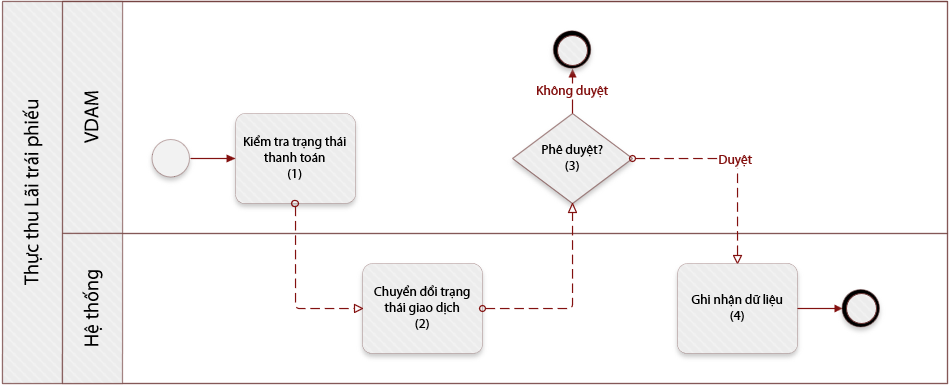 Thực thu Lãi trái phiếu
VDAM
Kiểm tra trạng thái
thanh toán
(1)
Không duyệt
Phê duyệt?
(3)
Duyệt
Hệ thống
Chuyển đổi trạng
thái giao dịch
(2)
Ghi nhận dữ liệu
(4)